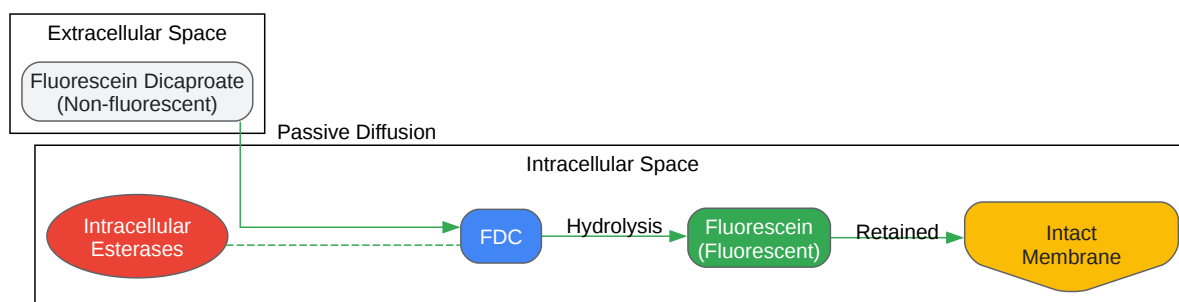 Extracellular Space
Fluorescein Dicaproate
(Non-fluorescent)
Passive Diffusion
Intracellular Space
Intracellular
Esterases
FDC
Hydrolysis
Fluorescein
(Fluorescent)
Retained
Intact
Membrane